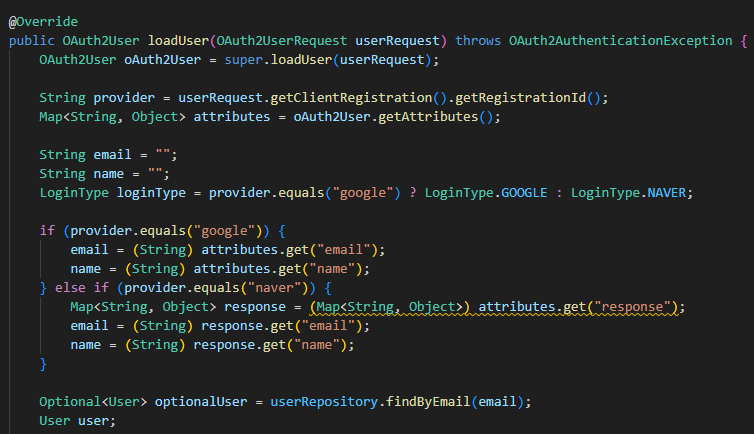 @Override
public OAuth2User loadUser(OAuth2UserRequest userRequest) throws OAuth2AuthenticationException {
    OAuth2User oAuth2User = super.loadUser(userRequest);

    String provider = userRequest.getClientRegistration().getRegistrationId();
    Map<String, Object> attributes = oAuth2User.getAttributes();

    String email = "";
    String name = "";
    LoginType loginType = provider.equals("google") ? LoginType.GOOGLE : LoginType.NAVER;

    if (provider.equals("google")) {
        email = (String) attributes.get("email");
        name = (String) attributes.get("name");
    } else if (provider.equals("naver")) {
        Map<String, Object> response = (Map<String, Object>) attributes.get("response");
        email = (String) response.get("email");
        name = (String) response.get("name");
    }

    Optional<User> optionalUser = userRepository.findByEmail(email);
    User user;